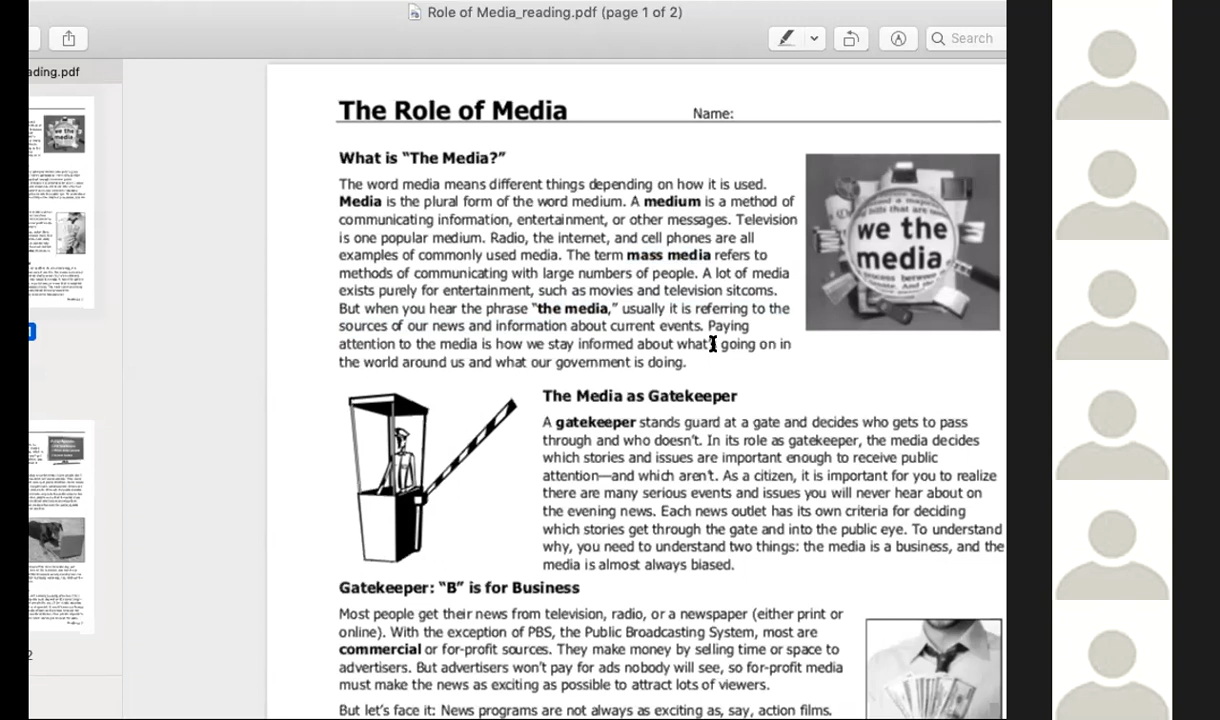 Role of Media_reading.pdf (page 1 of 2)
Search
ading.pdf
The Role of Media
Name:
What is “The Media?”
The word media means different things depending on how it is used.
Media is the plural form of the word medium. A medium is a method of
communicating information, entertainment, or other messages. Television
is one popular medium. Radio, the internet, and cell phones are all
examples of commonly used media. The term mass media refers to
methods of communicating with large numbers of people. A lot of media
exists purely for entertainment, such as movies and television sitcoms.
But when you hear the phrase “the media,” usually it is referring to the
sources of our news and information about current events. Paying
attention to the media is how we stay informed about what's going on in
the world around us and what our government is doing.
we the
media
The Media as Gatekeeper
A gatekeeper stands guard at a gate and decides who gets to pass
through and who doesn’t. In its role as gatekeeper, the media decides
which stories and issues are important enough to receive public
attention—and which aren’t. As a citizen, it is important for you to realize
there are many serious events and issues you will never hear about on
the evening news. Each news outlet has its own criteria for deciding
which stories get through the gate and into the public eye. To understand
why, you need to understand two things: the media is a business, and the
media is almost always biased.
Gatekeeper: “B” is for Business
Most people get their news from television, radio, or a newspaper (either print or
online). With the exception of PBS, the Public Broadcasting System, most are
commercial or for-profit sources. They make money by selling time or space to
advertisers. But advertisers won’t pay for ads nobody will see, so for-profit media
must make the news as exciting as possible to attract lots of viewers.
But let’s face it: News programs are not always as exciting as, say, action films.